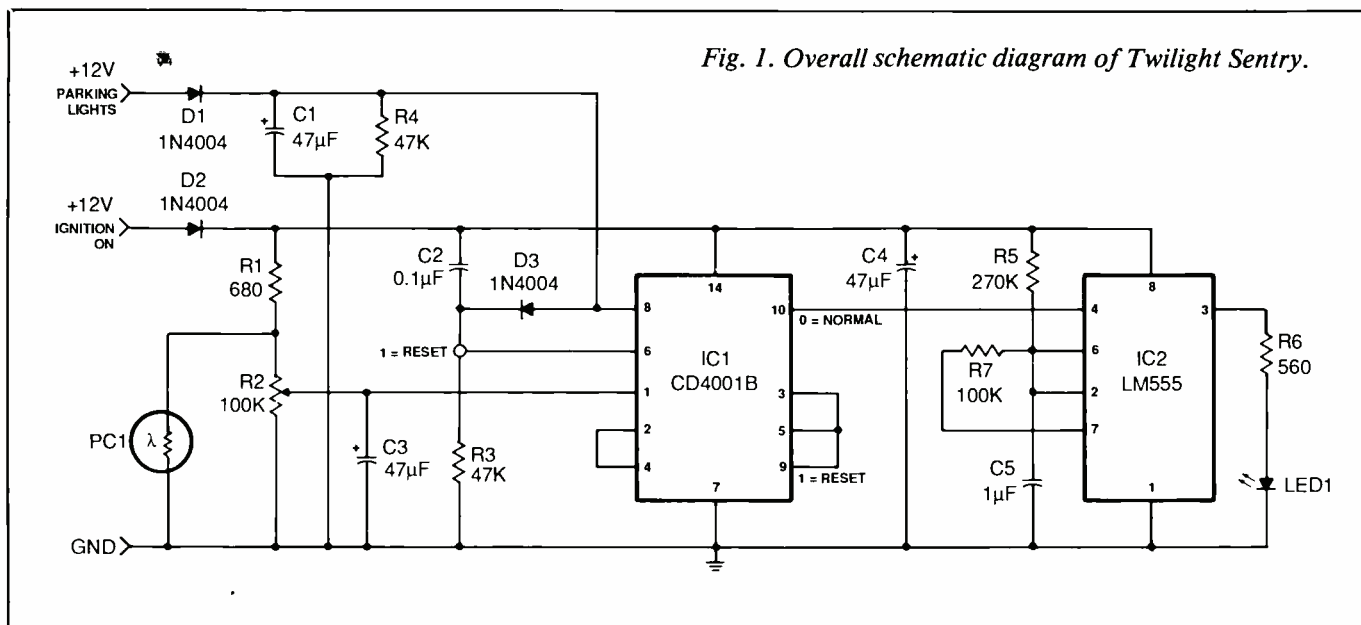 Fig. 1. Overall schematic diagram of Twilight Sentry.
+12V
PARKING
LIGHTS
D1
1N4004
C1
47µF
R4
47K
+12V
IGNITION
ON
D2
1N4004
R1
680
C2
0.1µF
D3
1N4004
C4
47µF
R5
270K
14
8
10
0 = NORMAL
8
4
3
1 = RESET
6
IC1
CD4001B
R7
100K
6
IC2
LM555
R6
560
R2
100K
1
3
2
PC1
λ
C3
47µF
2
5
7
R3
47K
4
9
1 = RESET
C5
1µF
LED1
7
1
GND